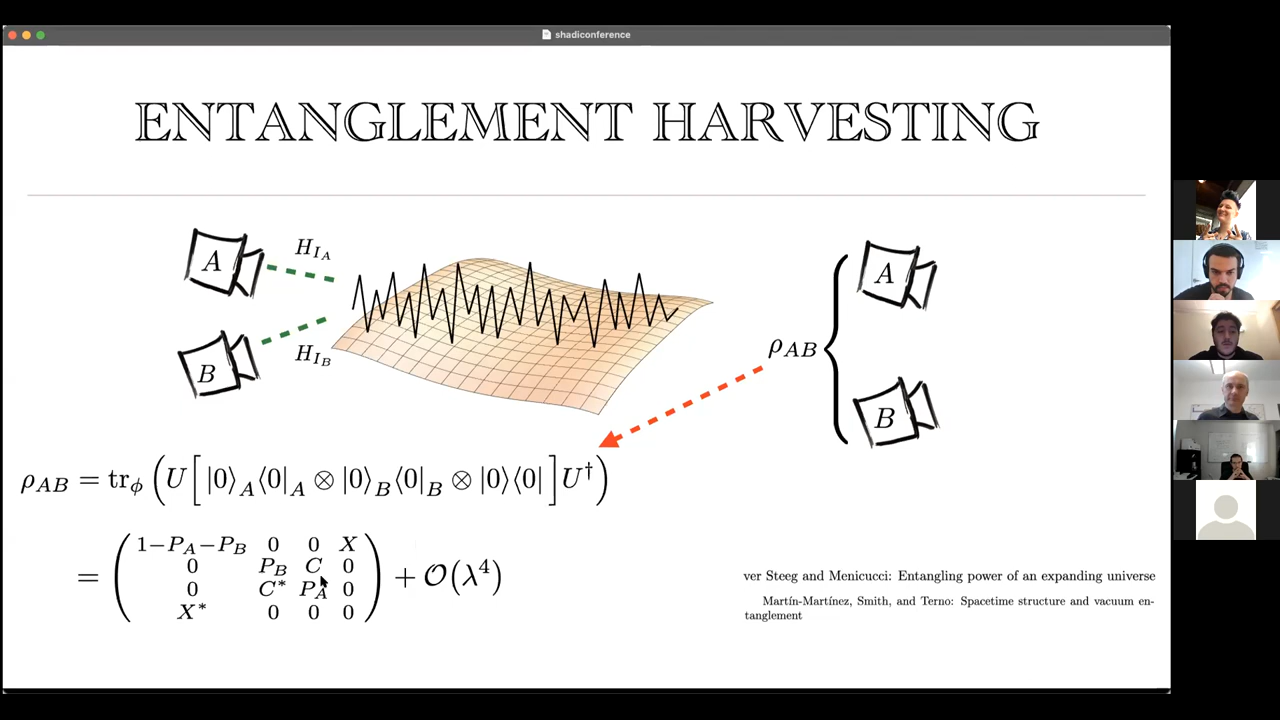 shadiconference
ENTANGLEMENT HARVESTING
A
H_{I_A}
B
H_{I_B}
ρ_{AB}
A
B
ρ_{AB} = tr_ϕ (U[ |0⟩_A⟨0|_A ⊗ |0⟩_B⟨0|_B ⊗ |0⟩⟨0| ]U†)
= ( 1−P_A−P_B 0 0 X
0 P_B C 0
0 C* P_A 0
X* 0 0 0 ) + 𝒪(λ⁴)
ver Steeg and Menicucci: Entangling power of an expanding universe
Martín-Martínez, Smith, and Terno: Spacetime structure and vacuum en-
tanglement